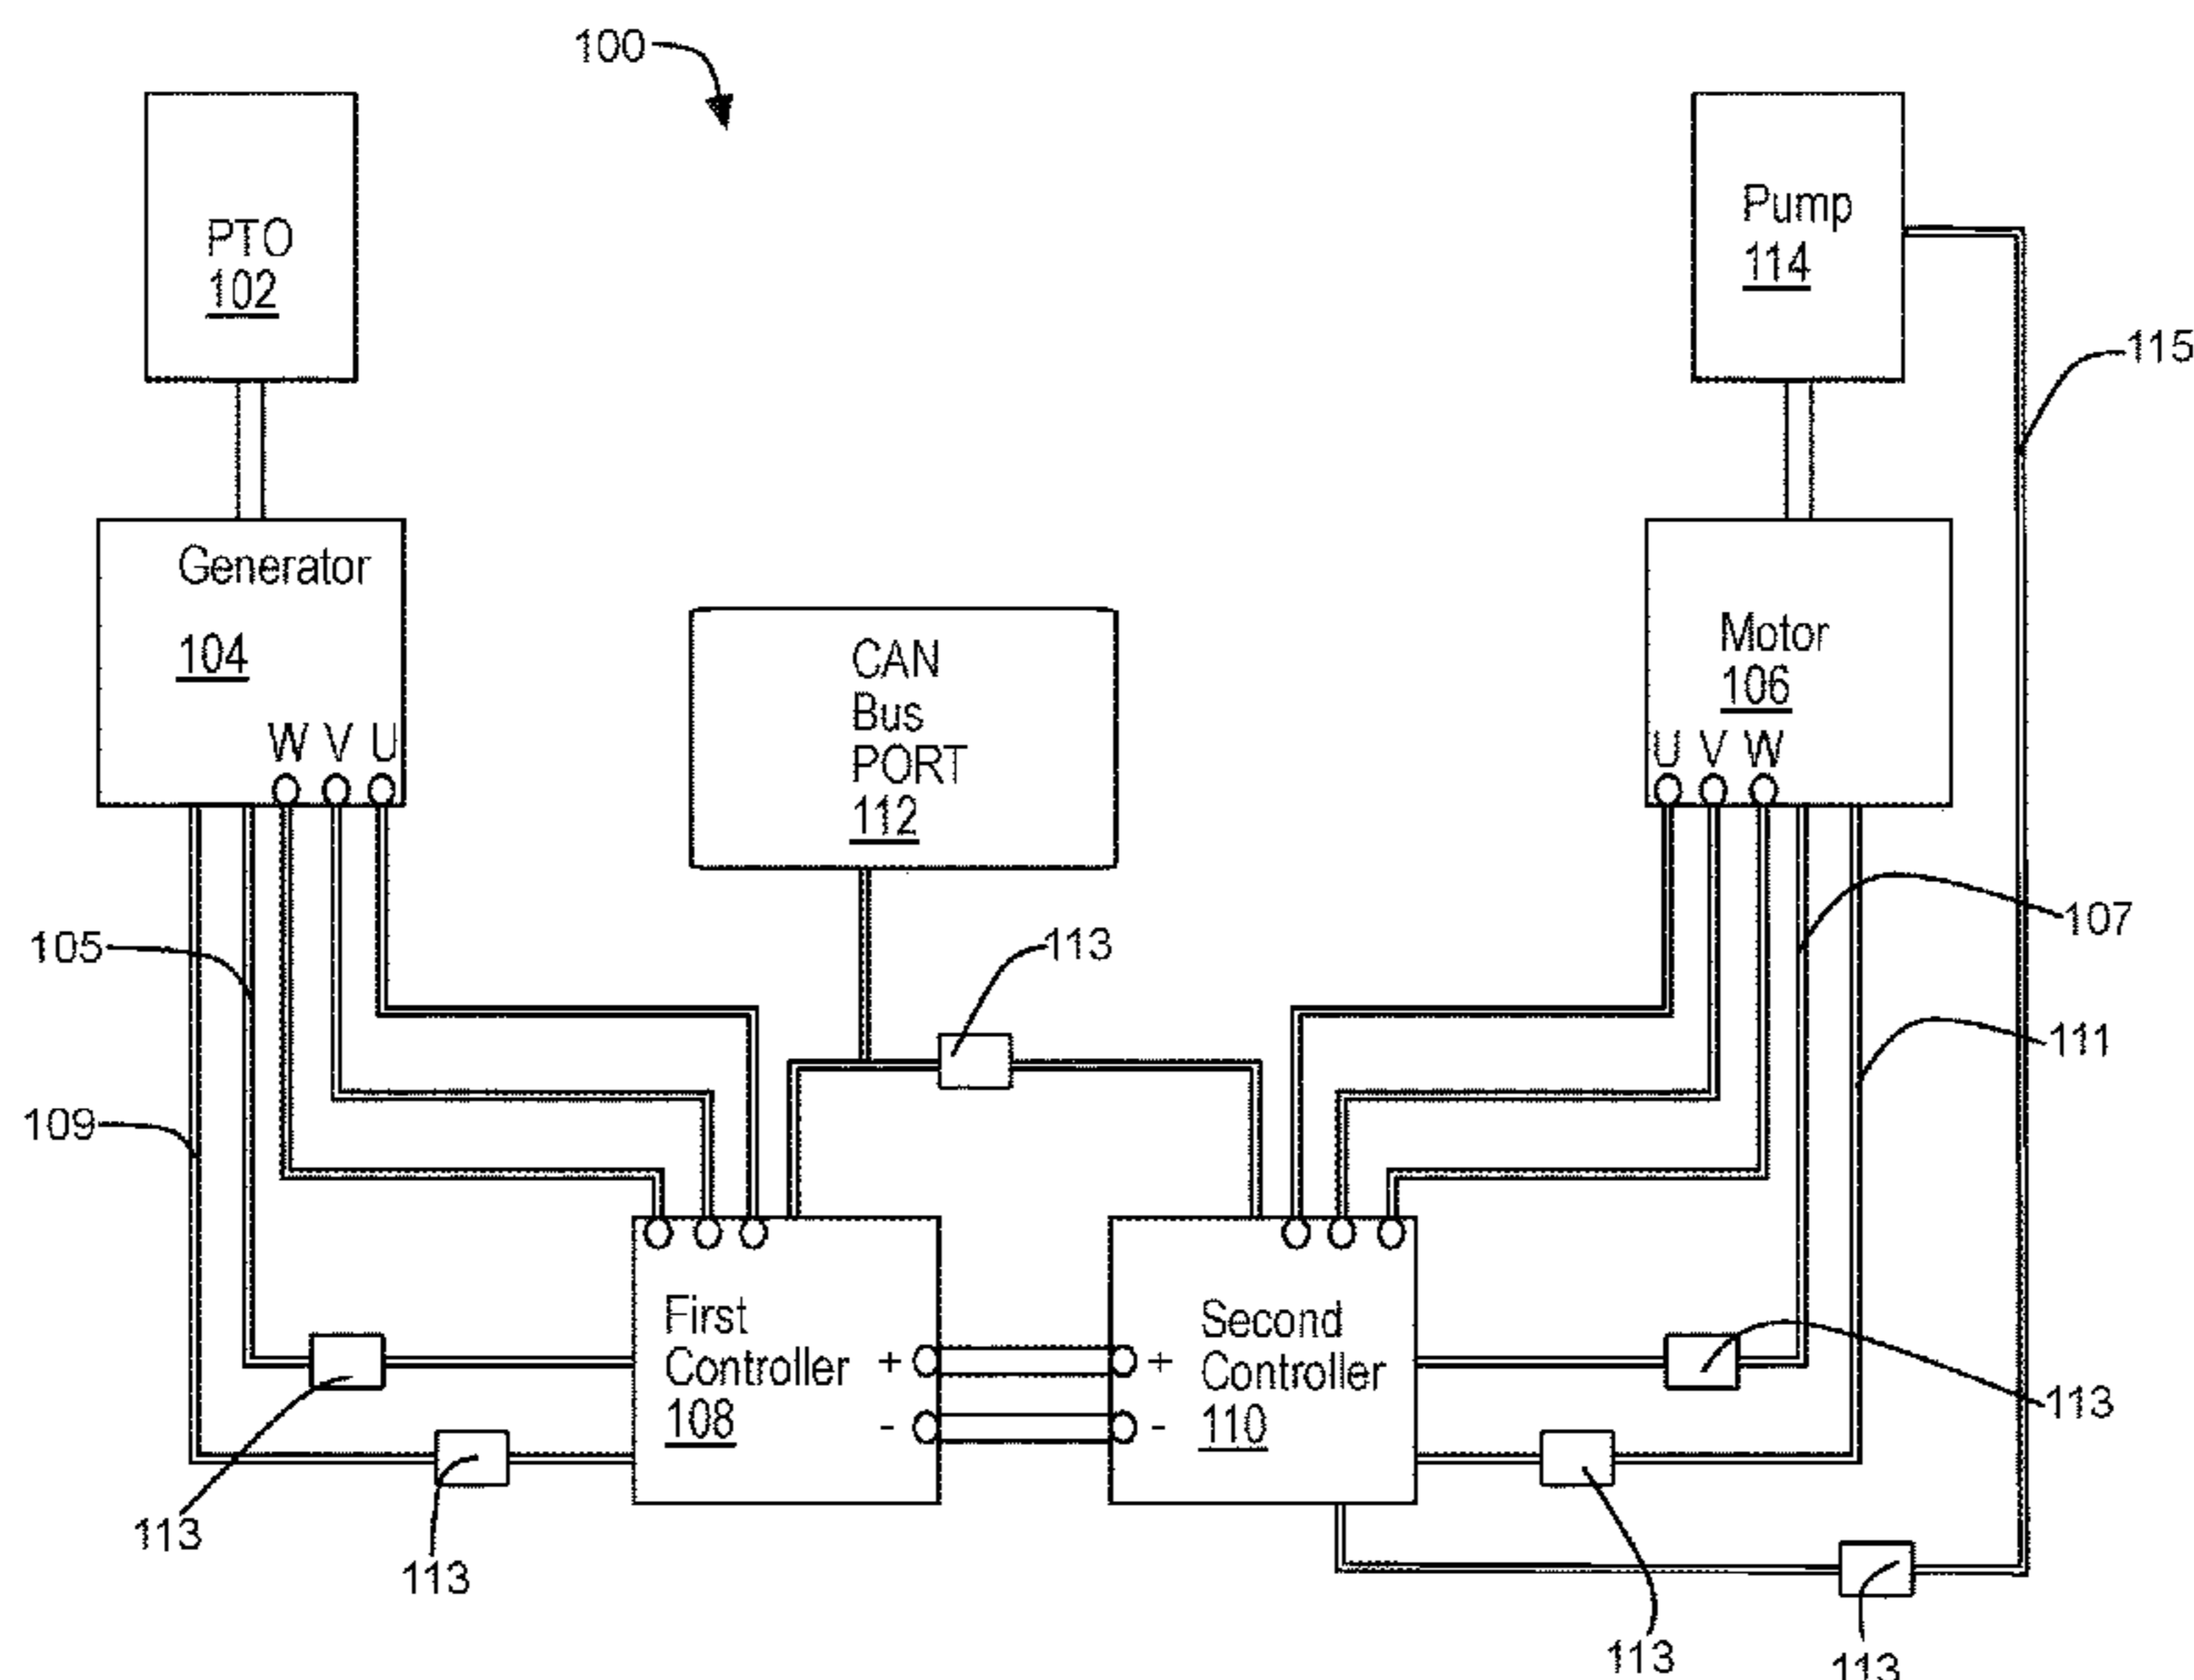 100
PTO
102
Pump
114
115
Generator
104
W V U
CAN
Bus
PORT
112
Motor
106
U V W
105
113
107
111
109
First
Controller
108
+
-
+
-
Second
Controller
110
113
113
113
113
113